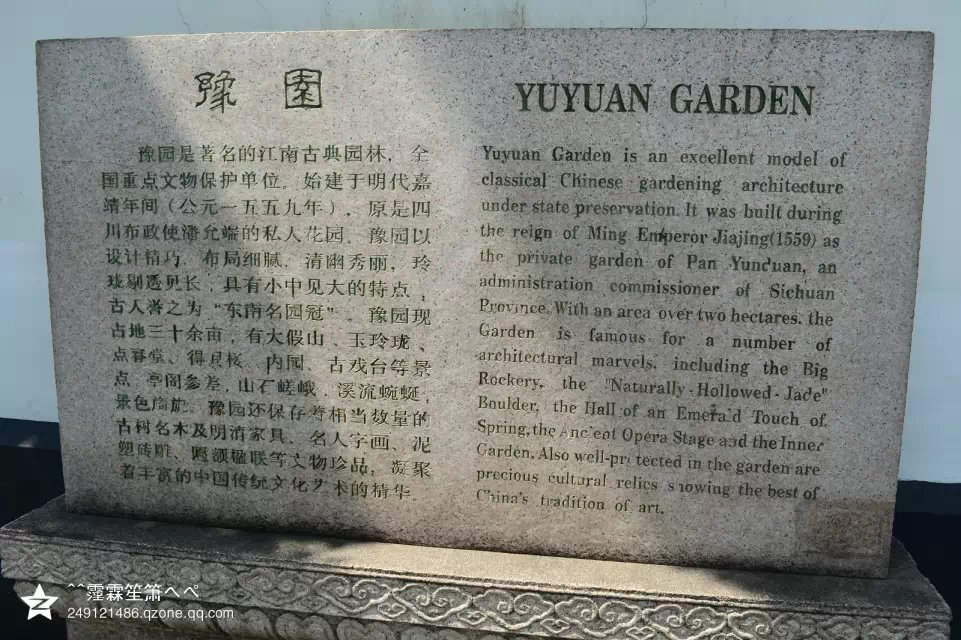 豫園
豫园是著名的江南古典园林，全
国重点文物保护单位。始建于明代嘉
靖年间（公元一五五九年），原是四
川布政使潘允端的私人花园。豫园以
设计精巧、布局细腻、清幽秀丽、玲
珑剔透见长，具有小中见大的特点，
古人誉之为“东南名园冠”。豫园现
占地三十余亩，有大假山、玉玲珑、
点春堂、得月楼、内园、古戏台等景
点，亭阁参差，山石嵯峨，溪流蜿蜒，
景色旖旎。豫园还保存着相当数量的
古树名木及明清家具、名人字画、泥
塑砖雕、匾额楹联等文物珍品，凝聚
着丰富的中国传统文化艺术的精华。
YUYUAN GARDEN
Yuyuan Garden is an excellent model of
classical Chinese gardening architecture
under state preservation. It was built during
the reign of Ming Emperor Jiajing(1559) as
the private garden of Pan Yunduan, an
administration commissioner of Sichuan
Province. With an area over two hectares, the
Garden is famous for a number of
architectural marvels, including the Big
Rockery, the "Naturally-Hollowed-Jade"
Boulder, the Hall of an Emerald Touch of
Spring, the Ancient Opera Stage and the Inner
Garden. Also well-protected in the garden are
precious cultural relics showing the best of
China's tradition of art.
^^霪霖笙箫へぺ
249121486.qzone.qq.com